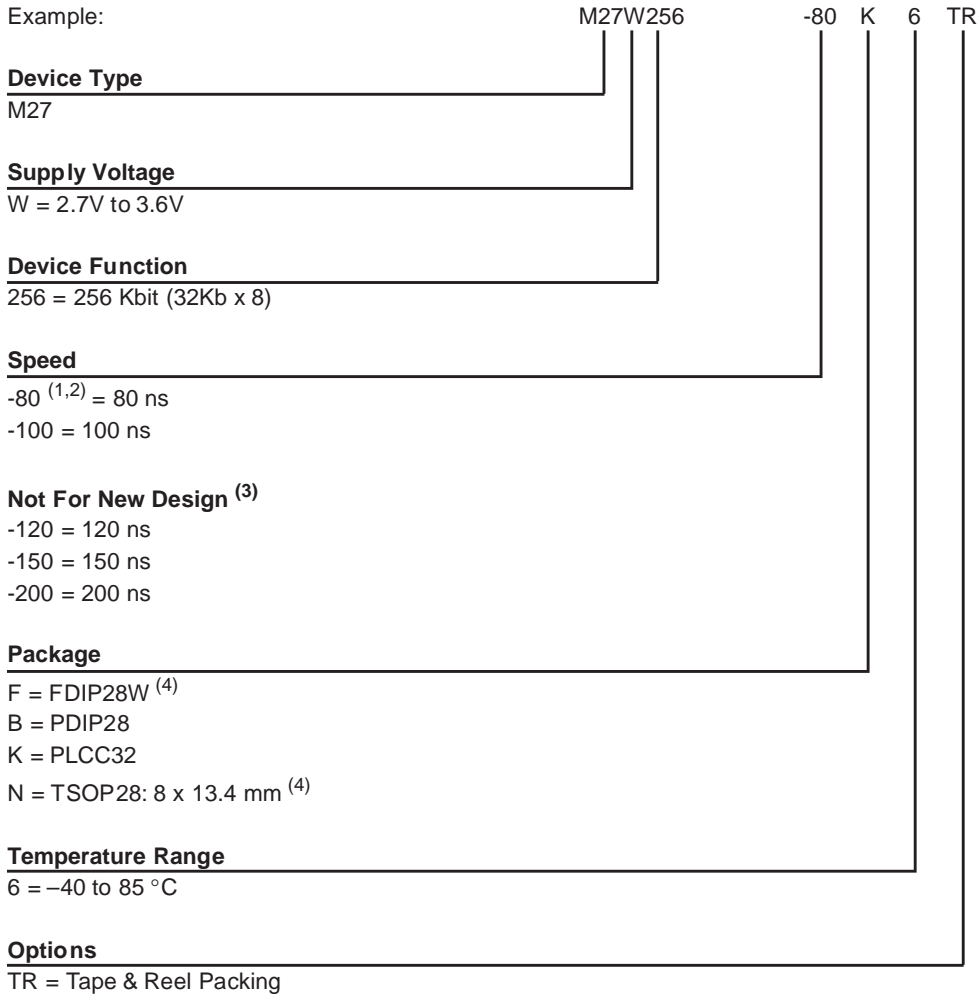 Example: M27W256 -80 K 6 TR
Device Type
M27
Supply Voltage
W = 2.7V to 3.6V
Device Function
256 = 256 Kbit (32Kb x 8)
Speed
-80 (1,2) = 80 ns
-100 = 100 ns
Not For New Design (3)
-120 = 120 ns
-150 = 150 ns
-200 = 200 ns
Package
F = FDIP28W (4)
B = PDIP28
K = PLCC32
N = TSOP28: 8 x 13.4 mm (4)
Temperature Range
6 = –40 to 85 °C
Options
TR = Tape & Reel Packing